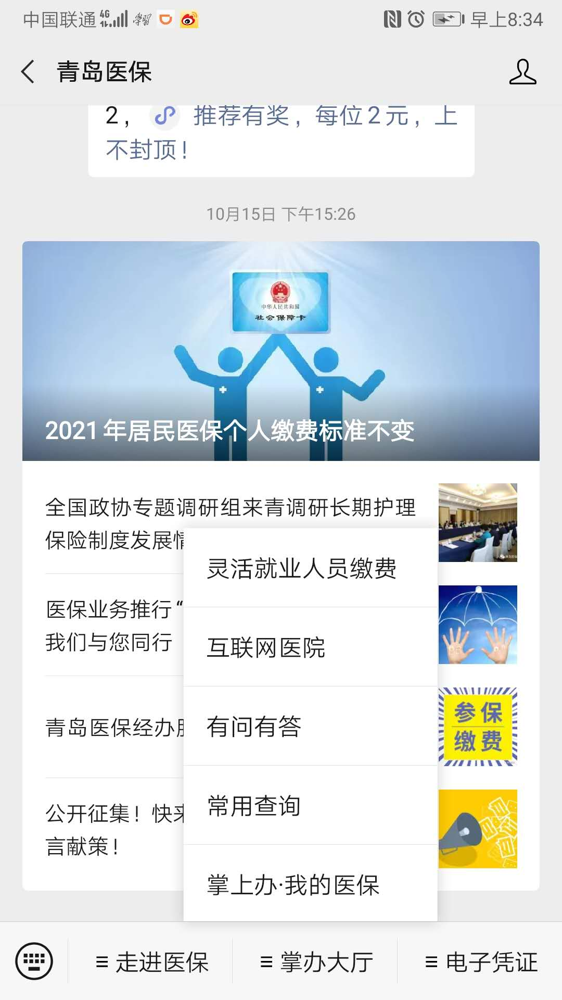 中国联通 4G 學習 早上8:34
青岛医保
2， 推荐有奖，每位2元，上
不封顶！
10月15日 下午15:26
中华人民共和国
社会保障卡
2021年居民医保个人缴费标准不变
全国政协专题调研组来青调研长期护理
保险制度发展情
医保业务推行“
我们与您同行
青岛医保经办服
参保
缴费
公开征集！快来
言献策！
灵活就业人员缴费
互联网医院
有问有答
常用查询
掌上办·我的医保
走进医保
掌办大厅
电子凭证